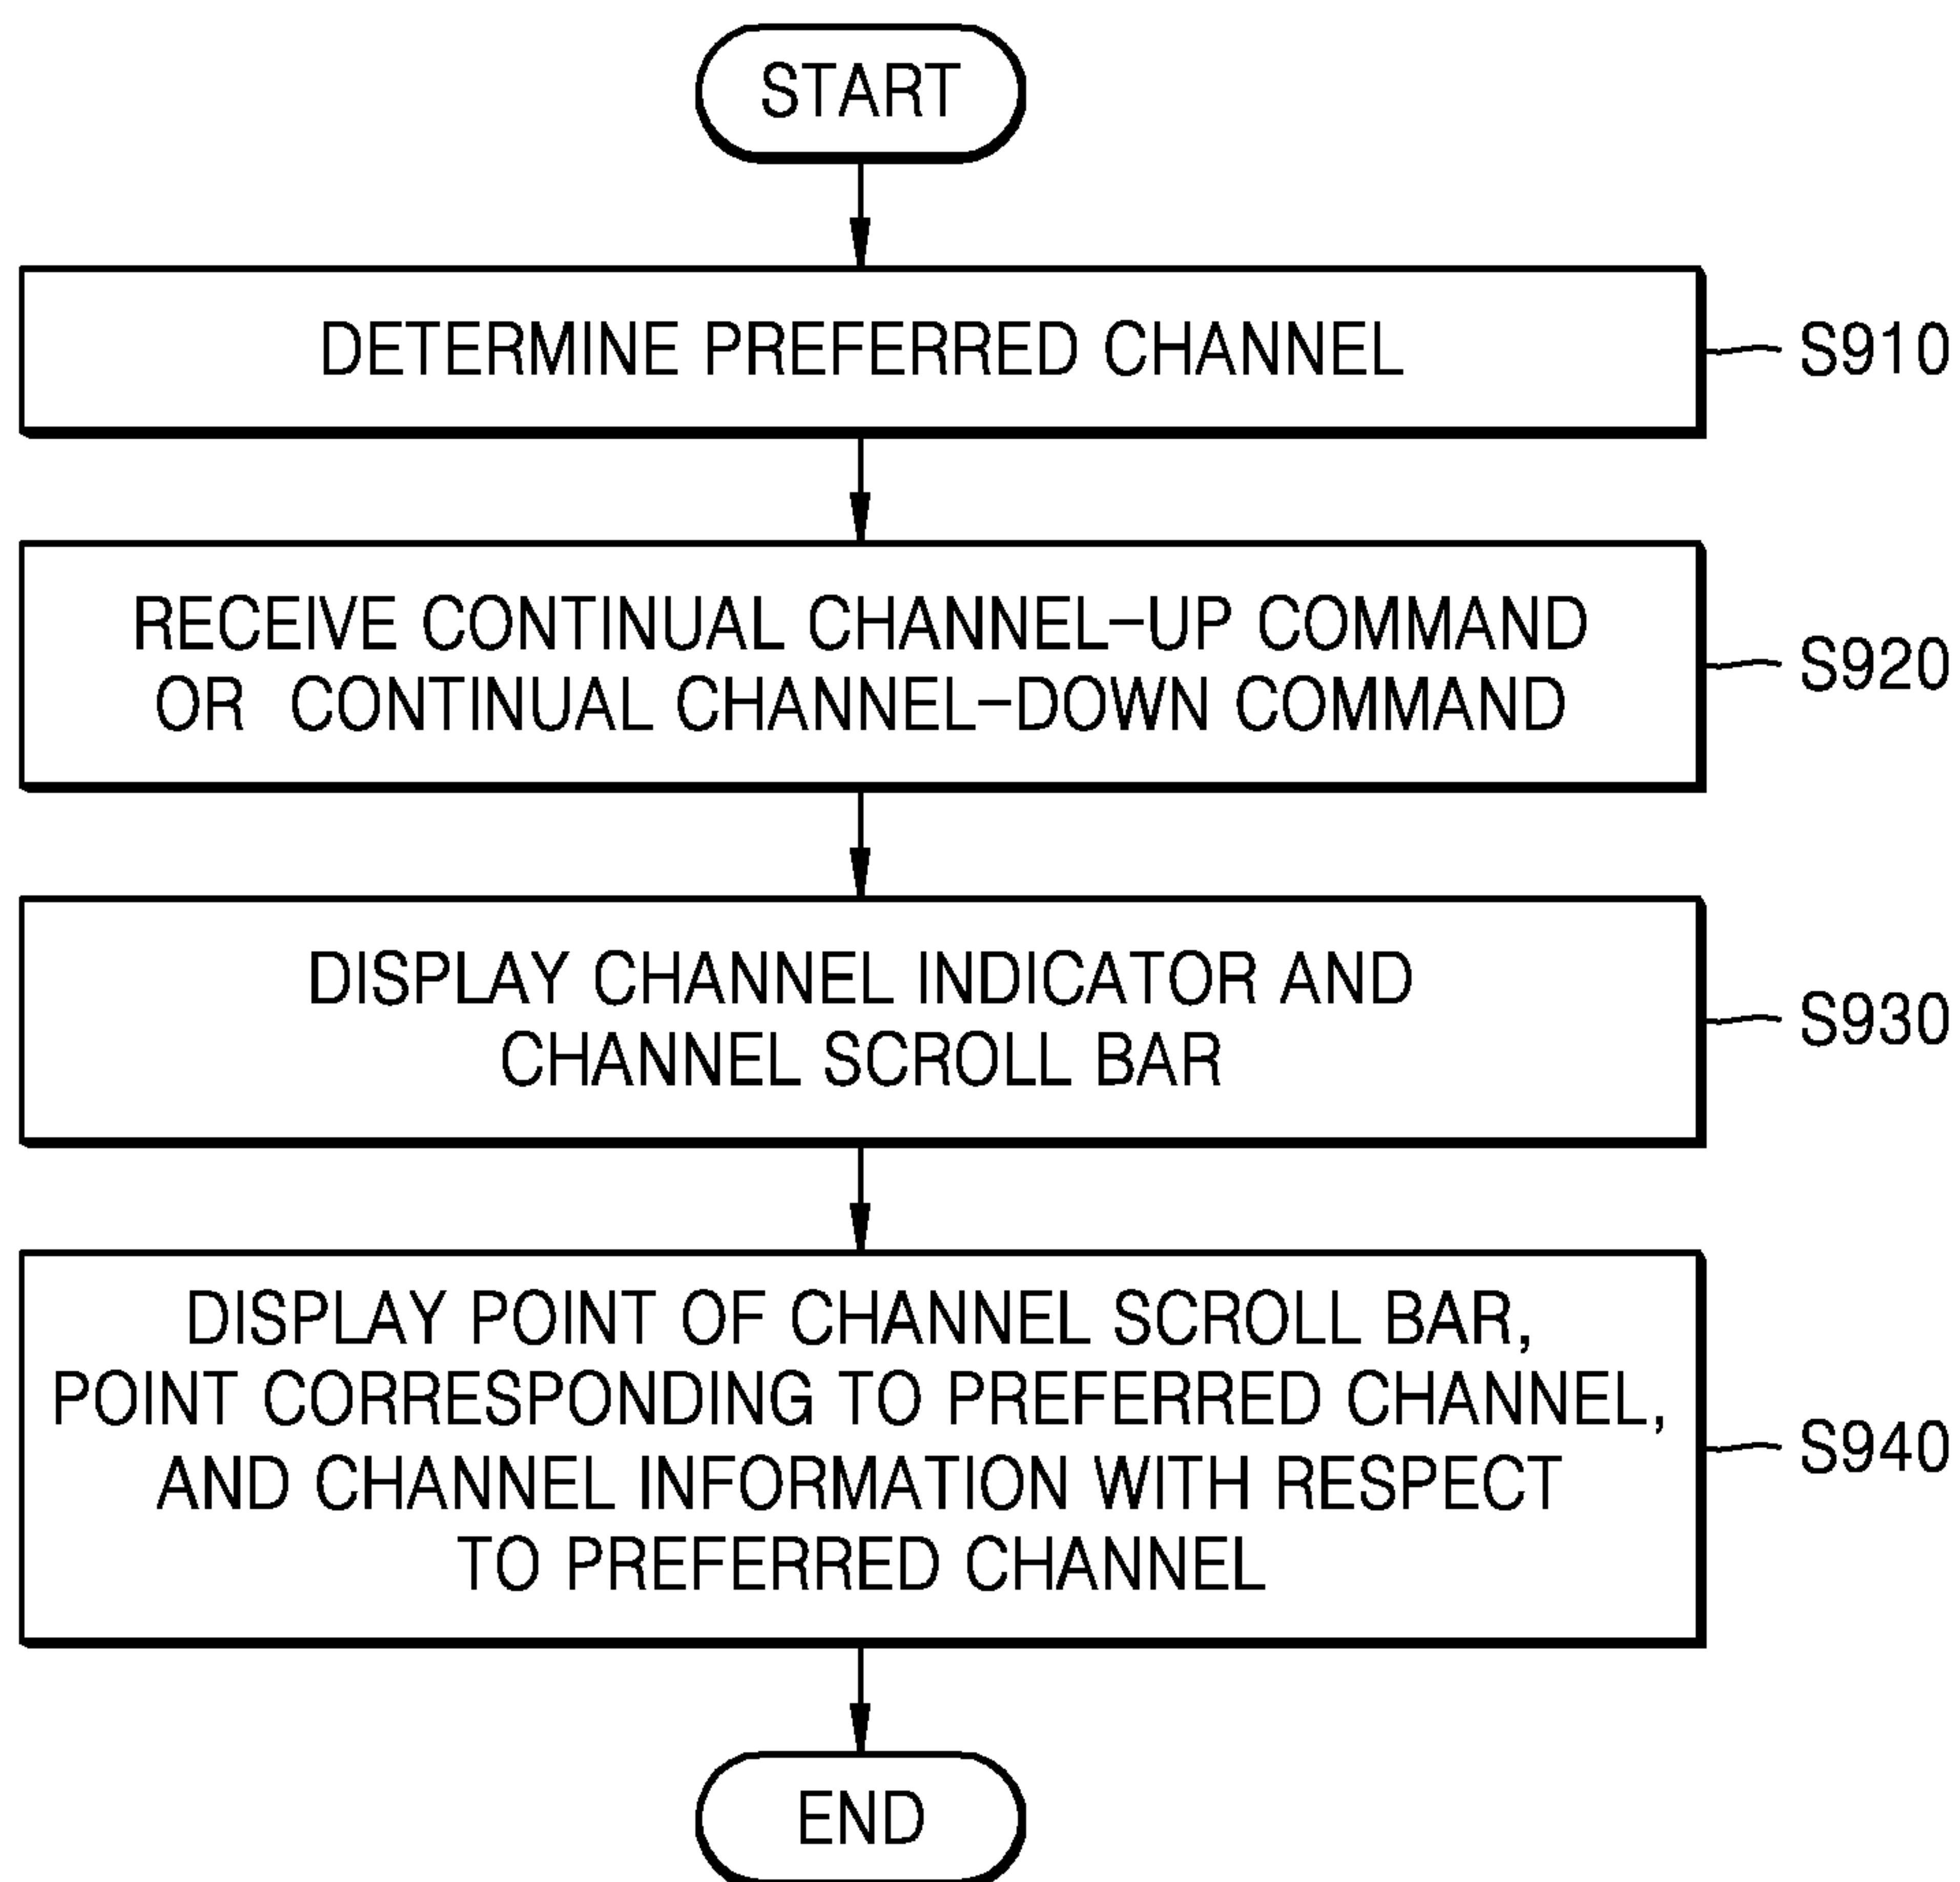 START
DETERMINE PREFERRED CHANNEL
S910
RECEIVE CONTINUAL CHANNEL-UP COMMAND
OR CONTINUAL CHANNEL-DOWN COMMAND
S920
DISPLAY CHANNEL INDICATOR AND
CHANNEL SCROLL BAR
S930
DISPLAY POINT OF CHANNEL SCROLL BAR,
POINT CORRESPONDING TO PREFERRED CHANNEL,
AND CHANNEL INFORMATION WITH RESPECT
TO PREFERRED CHANNEL
S940
END